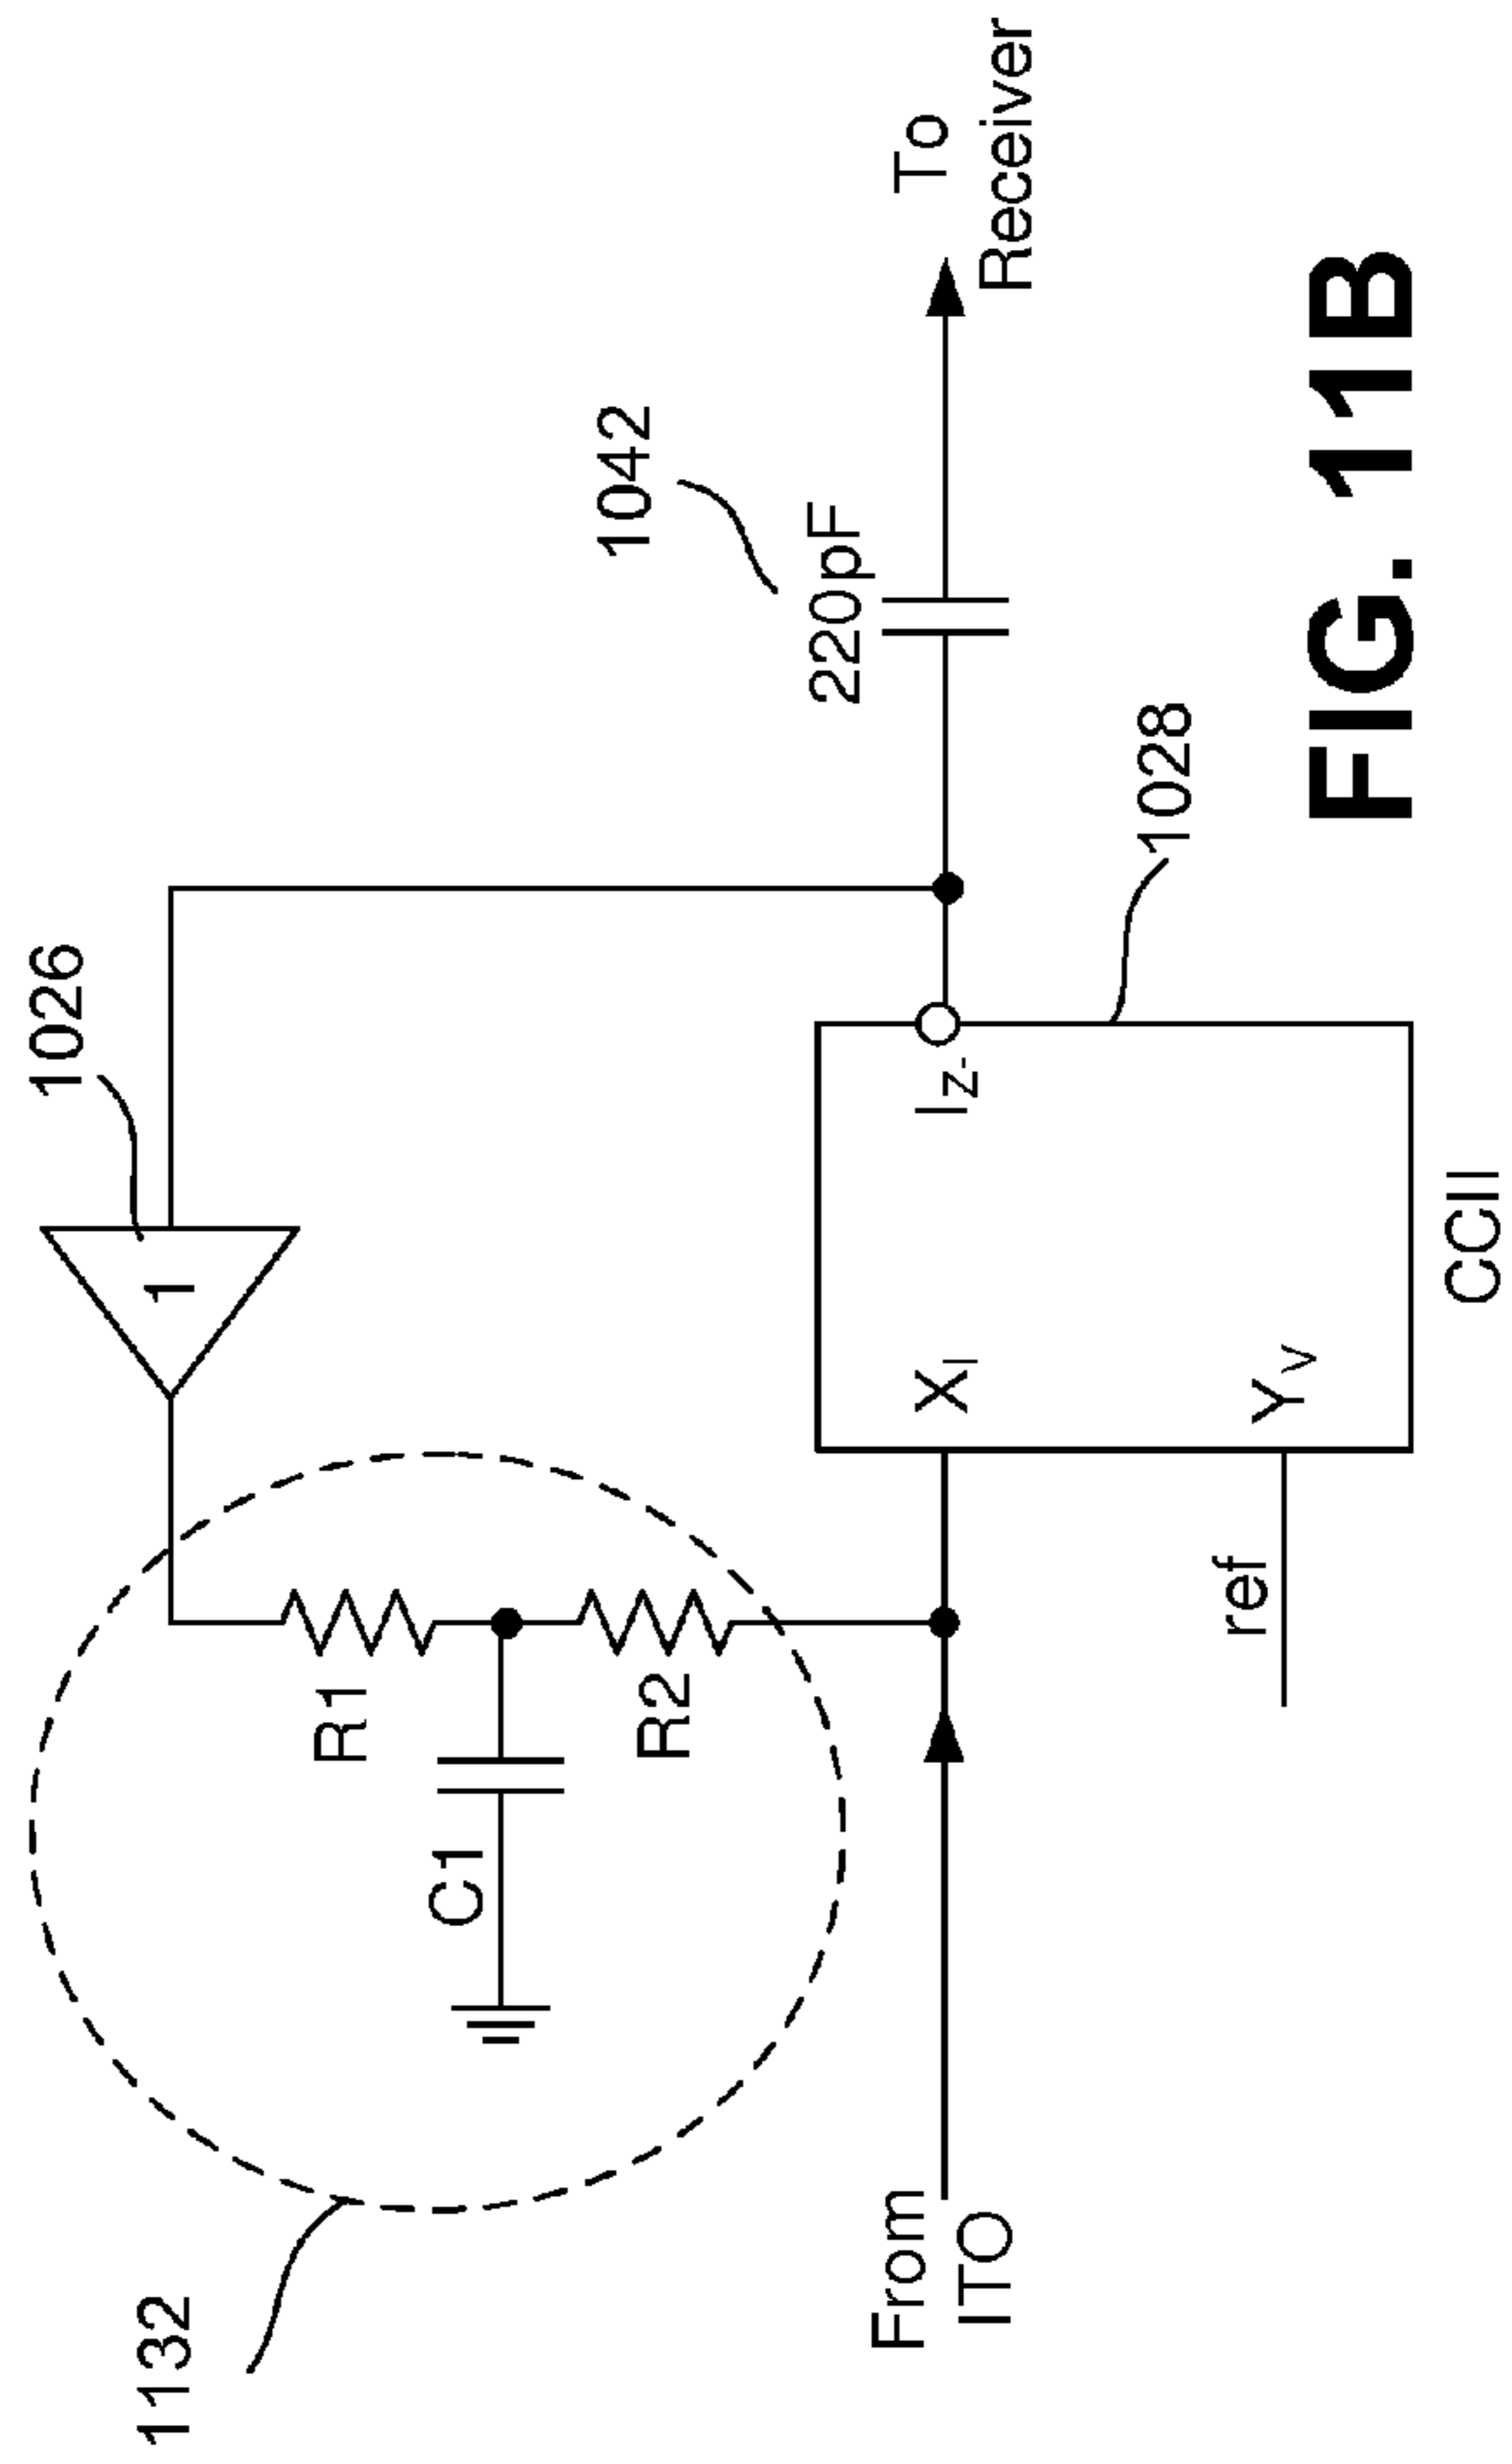 1132
1026
R1
C1
R2
1042
220pF
From
ITO
To
Receiver
XI
IZ-
YV
ref
1028
CCII
1
FIG. 11B